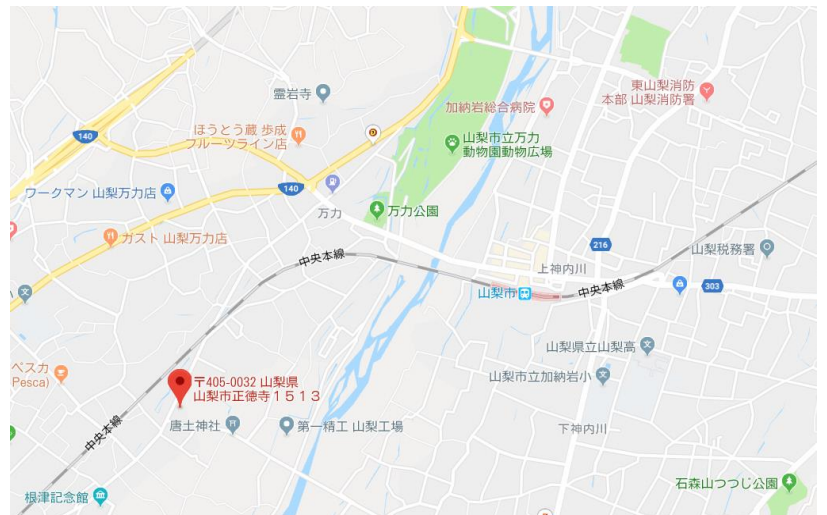 霊岩寺
東山梨消防
本部 山梨消防署
加納岩総合病院
ほうとう蔵 歩成
フルーツライン店
140
山梨市立万力
動物園動物広場
ワークマン 山梨万力店
140
万力
万力公園
ガスト 山梨万力店
216
山梨税務署
中央本線
上神内川
山梨市
中央本線
303
ペスカ
Pesca)
〒405-0032 山梨県
山梨市正徳寺1513
山梨県立山梨高
山梨市立加納岩小
唐土神社
第一精工 山梨工場
下神内川
中央本線
根津記念館
石森山つつじ公園